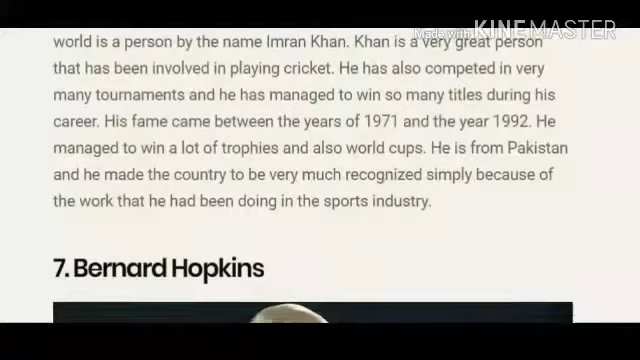 Made with KINEMASTER
world is a person by the name Imran Khan. Khan is a very great person
that has been involved in playing cricket. He has also competed in very
many tournaments and he has managed to win so many titles during his
career. His fame came between the years of 1971 and the year 1992. He
managed to win a lot of trophies and also world cups. He is from Pakistan
and he made the country to be very much recognized simply because of
the work that he had been doing in the sports industry.
7. Bernard Hopkins